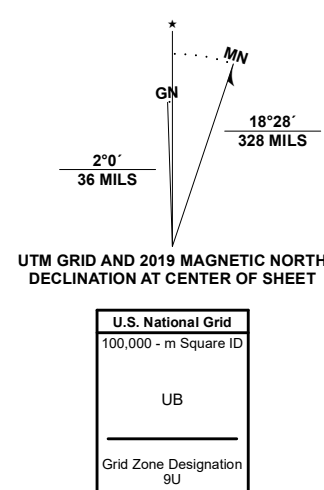 ★
MN
GN
18°28´
328 MILS
2°0´
36 MILS
UTM GRID AND 2019 MAGNETIC NORTH
DECLINATION AT CENTER OF SHEET
U.S. National Grid
100,000 - m Square ID
UB
Grid Zone Designation
9U